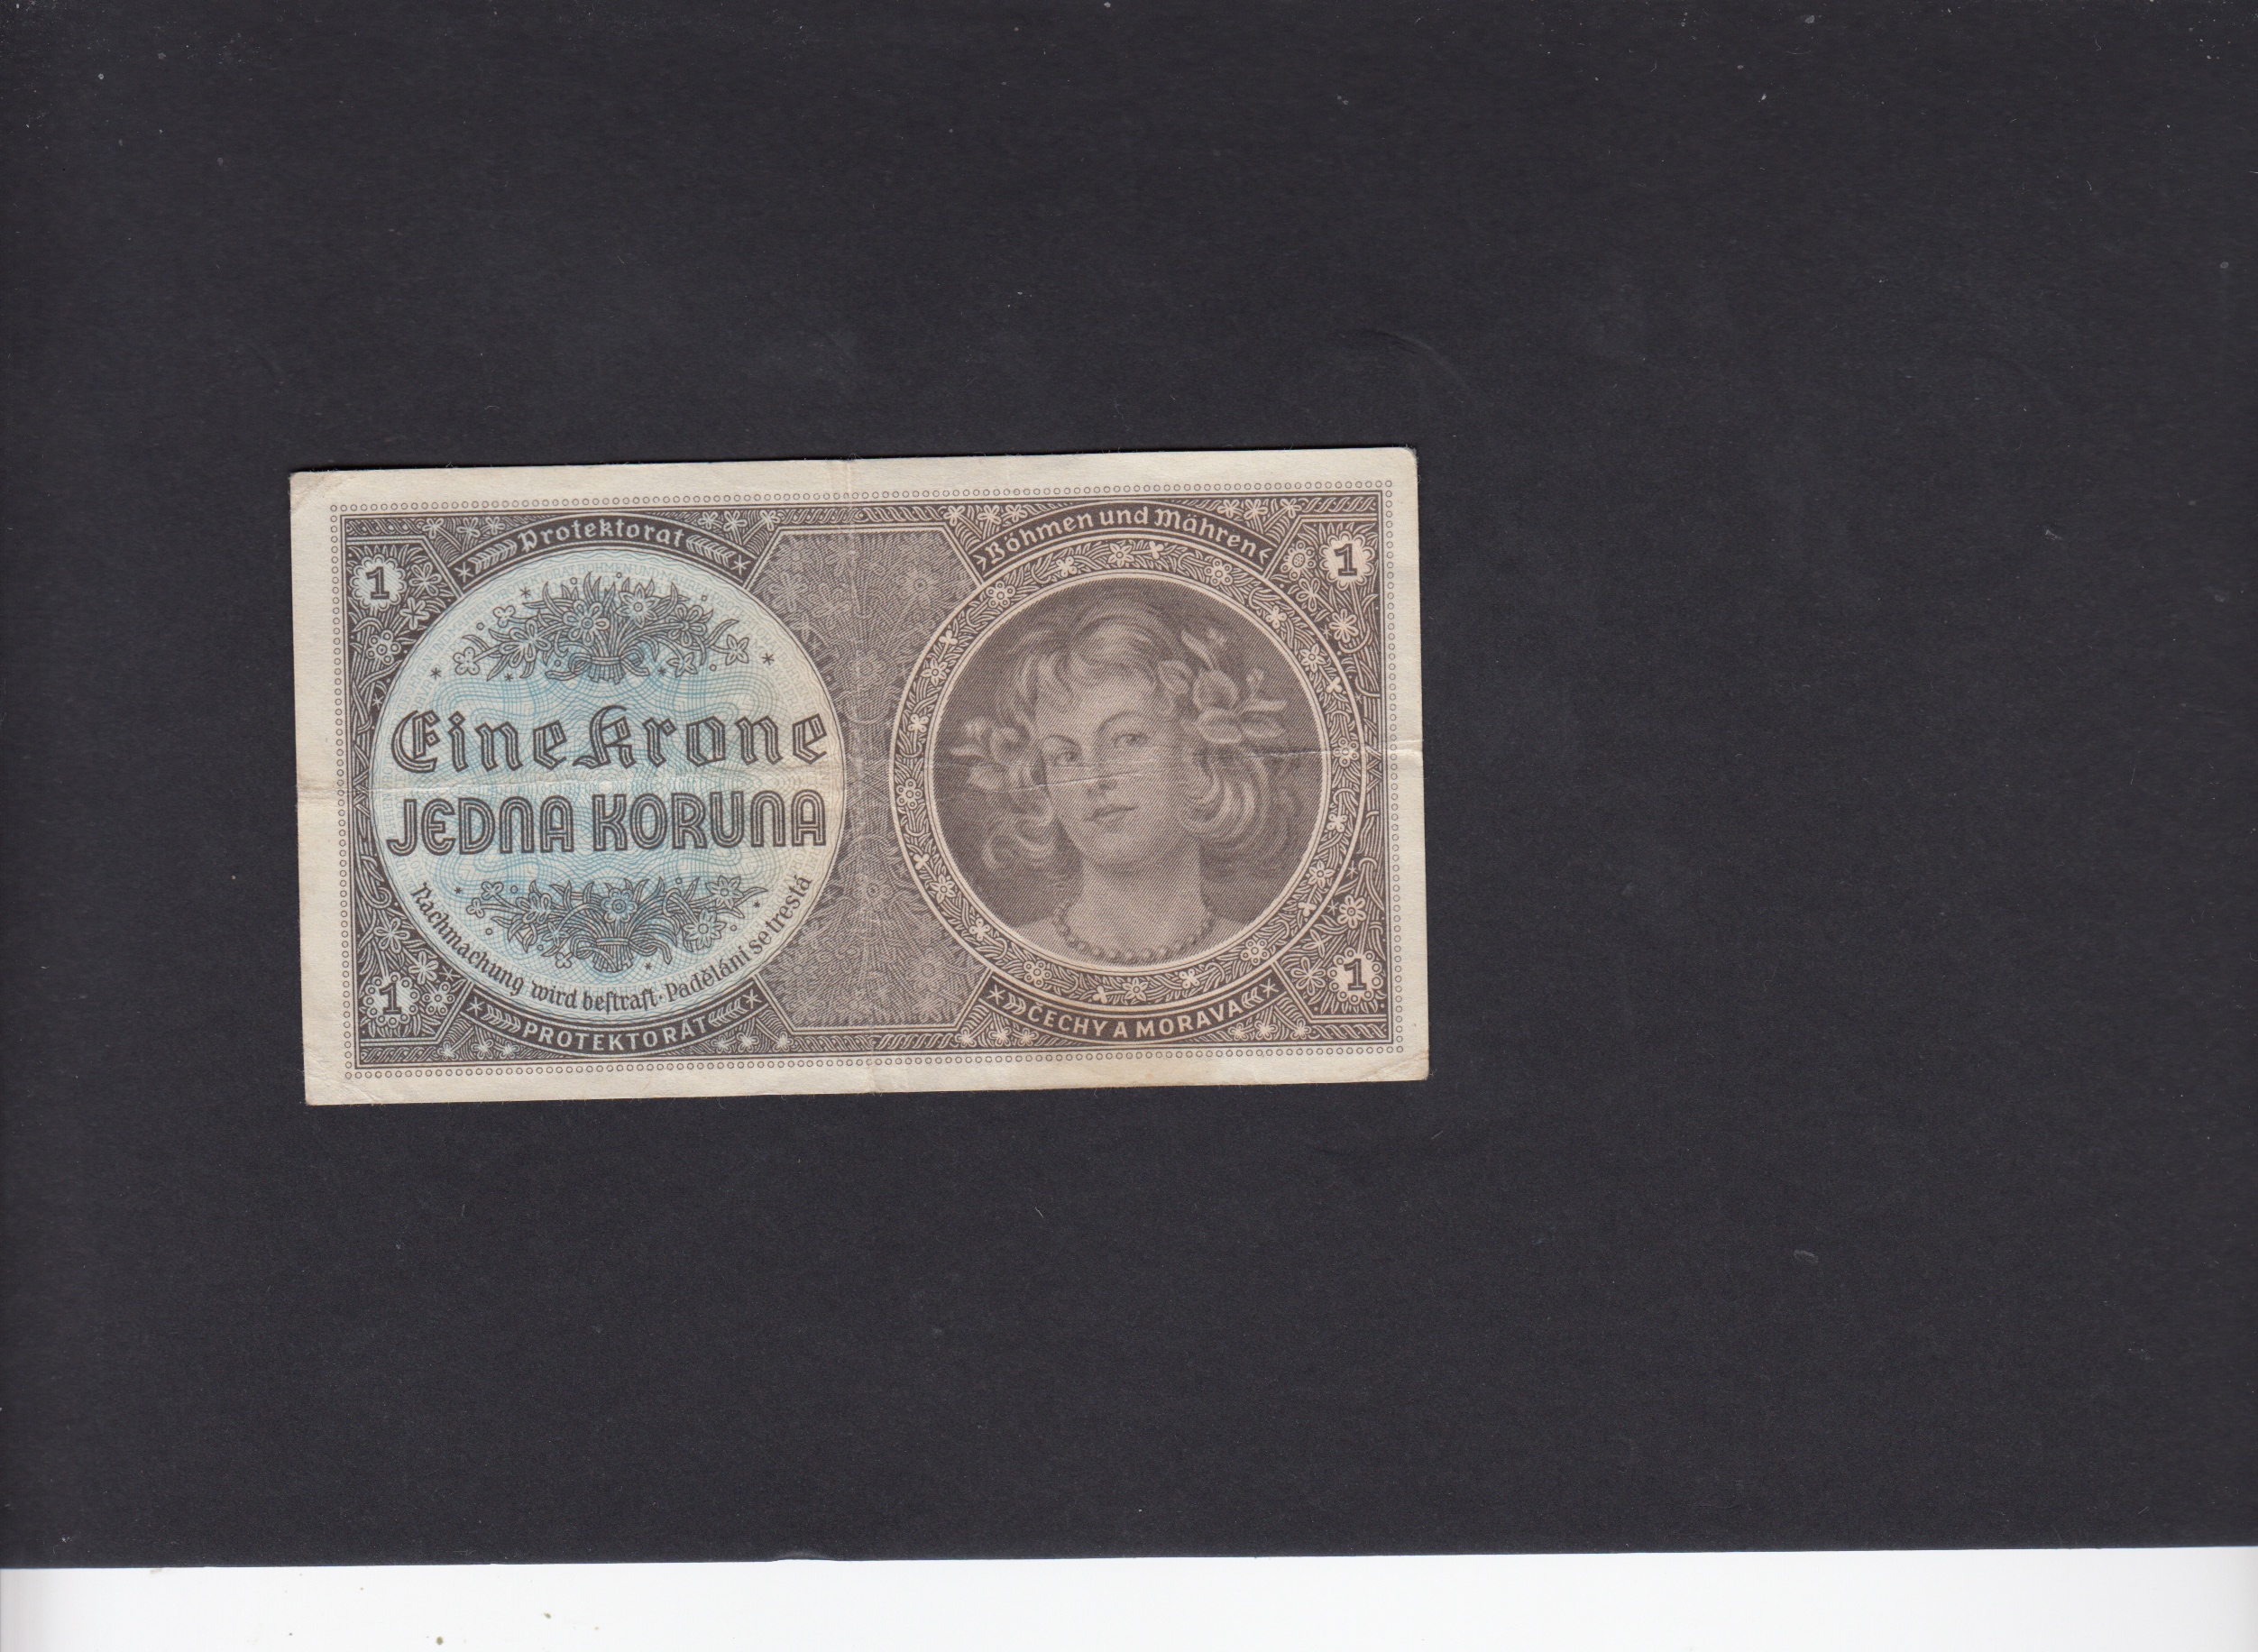 Protektorat
Böhmen und Mähren
1
1
Eine Krone
JEDNA KORUNA
Nachmachung wird bestraft · Padělání se trestá
1
1
PROTEKTORÁT
ČECHY A MORAVA